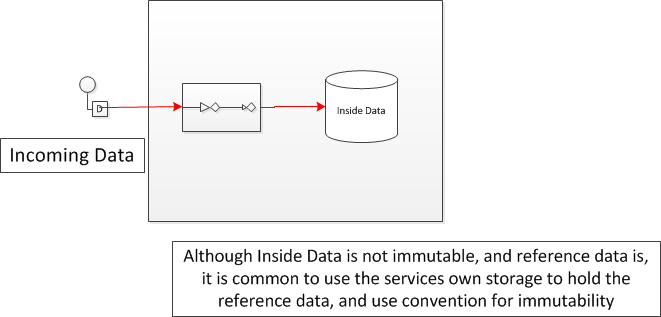 D
Inside Data
Incoming Data
Although Inside Data is not immutable, and reference data is,
it is common to use the services own storage to hold the
reference data, and use convention for immutability